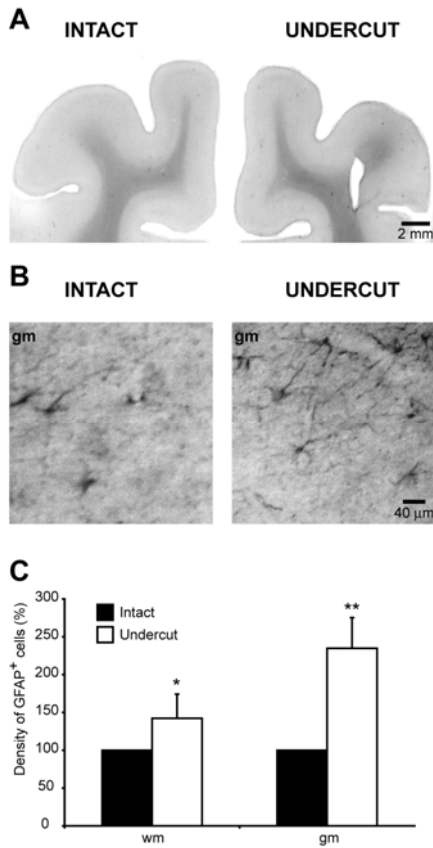 A
INTACT UNDERCUT
2 mm
B
INTACT UNDERCUT
gm gm
40 μm
C
Density of GFAP+ cells (%)
300
250
200
150
100
50
0
Intact
Undercut
*
**
wm gm